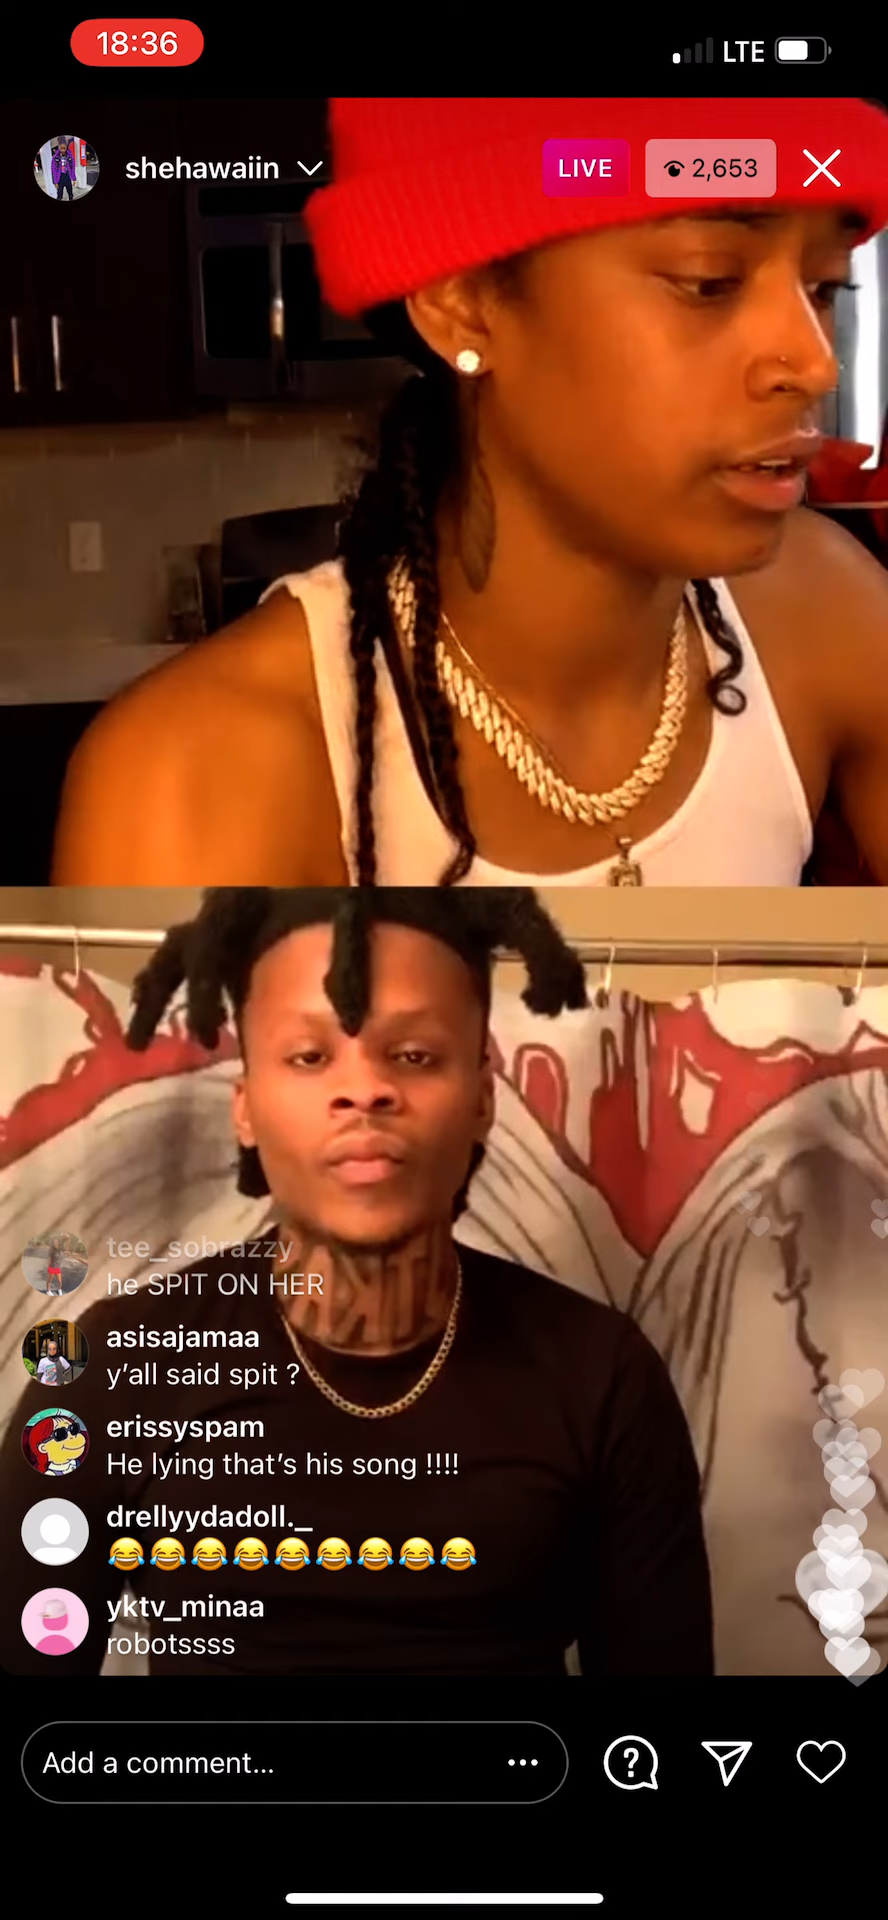 18:36
LTE
shehawaiin
LIVE
2,653
tee_sobrazzy
he SPIT ON HER
asisajamaa
y’all said spit ?
erissyspam
He lying that’s his song !!!!
drellyydadoll._
😂😂😂😂😂😂😂😂😂
yktv_minaa
robotssss
Add a comment...